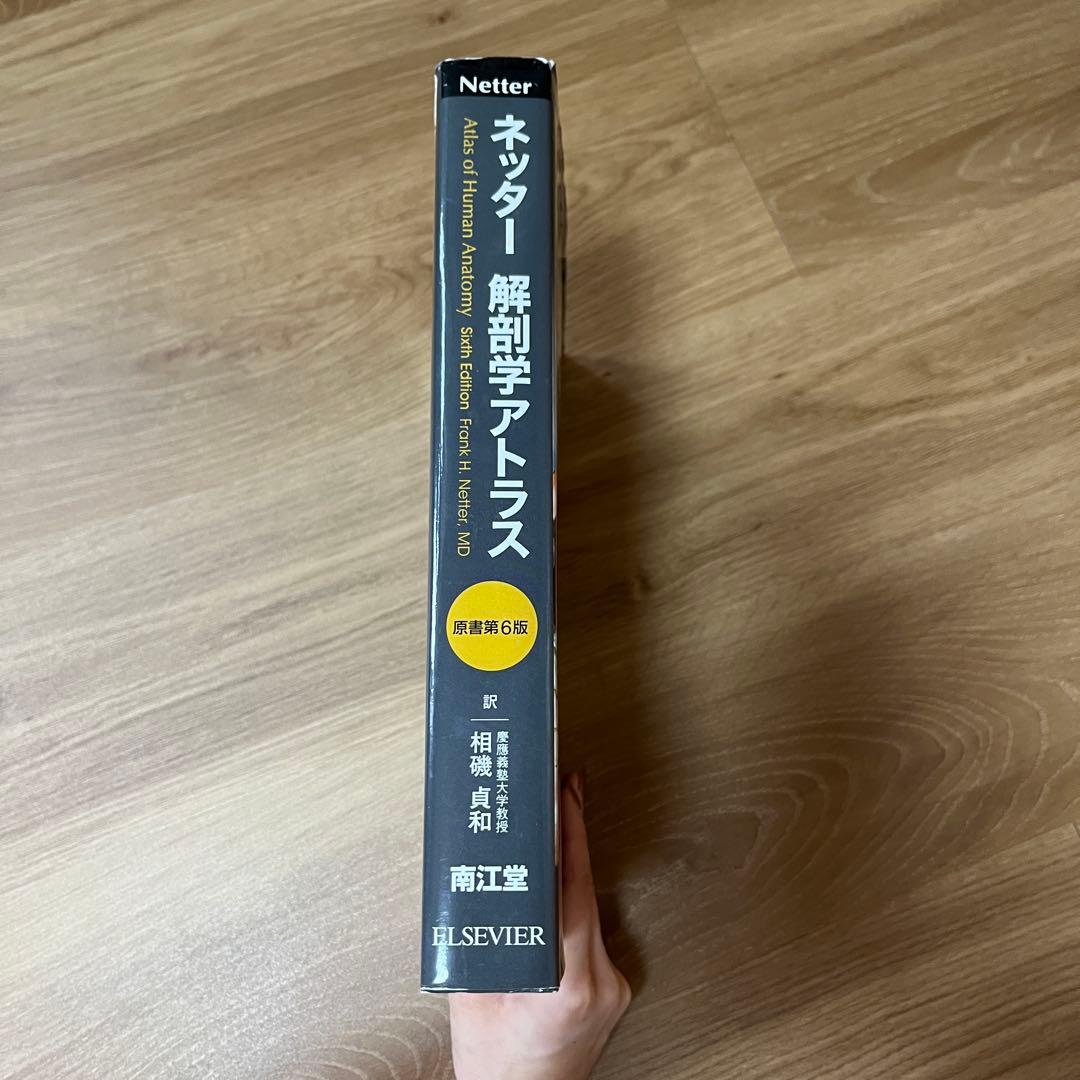 Netter
ネッター 解剖学アトラス
Atlas of Human Anatomy Sixth Edition Frank H. Netter, MD
原書第6版
訳
慶應義塾大学教授
相磯 貞和
南江堂
ELSEVIER